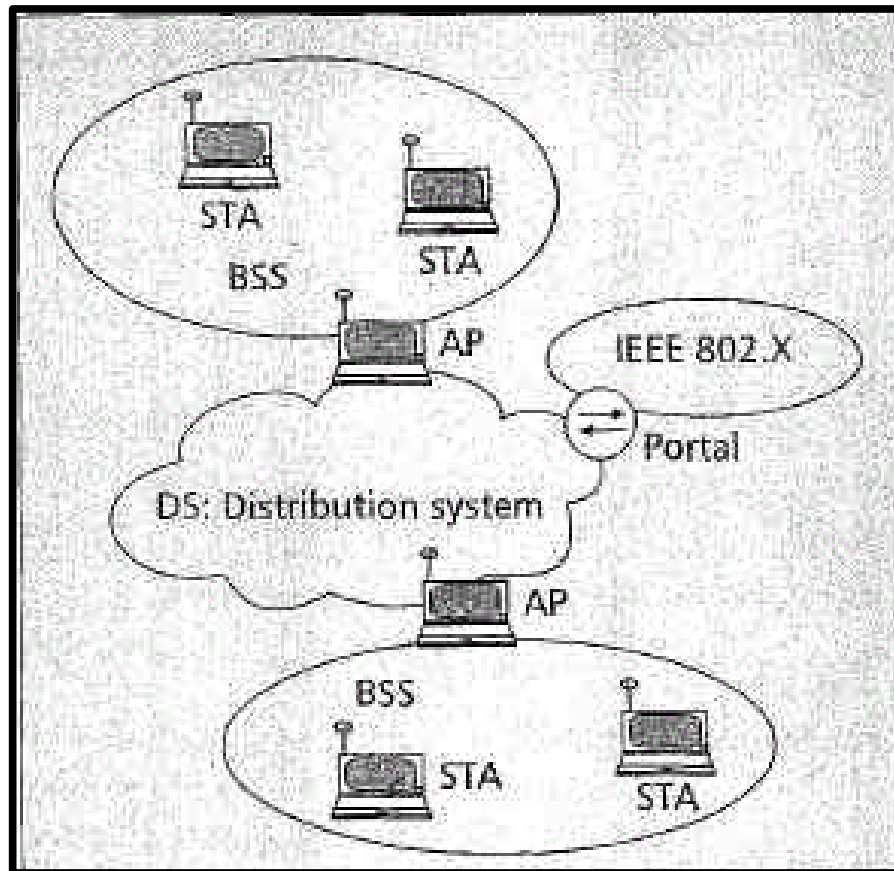 STA
STA
BSS
AP
IEEE 802.X
Portal
DS: Distribution system
AP
BSS
STA
STA